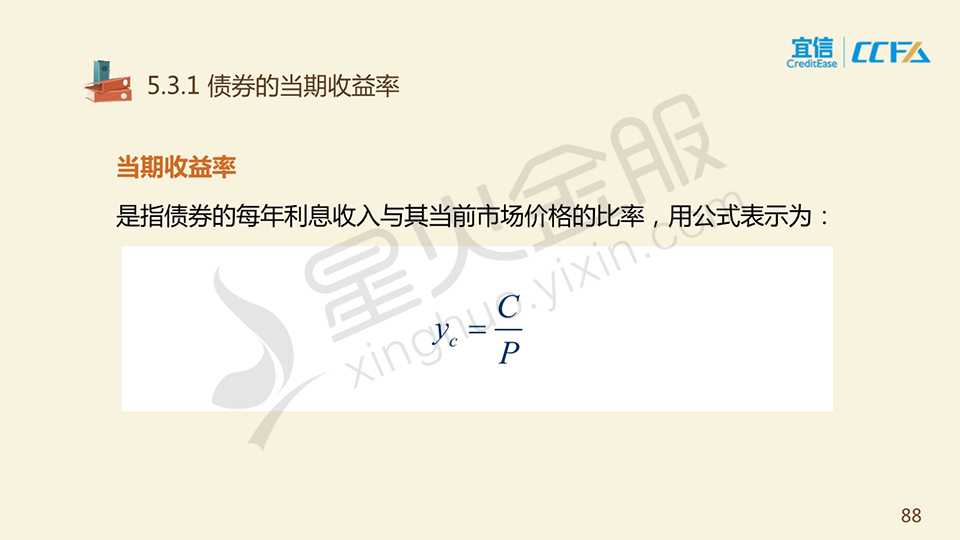 宜信
CreditEase
CCFA
5.3.1 债券的当期收益率
当期收益率
是指债券的每年利息收入与其当前市场价格的比率，用公式表示为：
y_c = C/P
星火金服
xinghuo.yixin.com
88